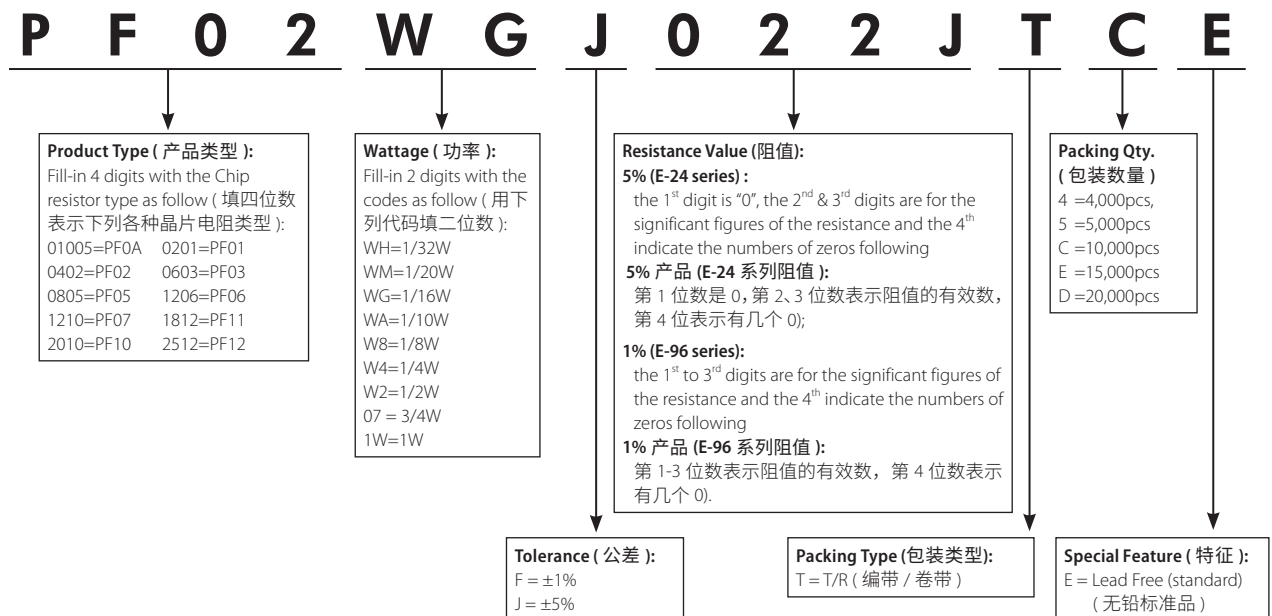 P F 0 2 W G J 0 2 2 J T C E
Product Type ( 产品类型 ):
Fill-in 4 digits with the Chip
resistor type as follow ( 填四位数
表示下列各种晶片电阻类型 ):
01005=PF0A 0201=PF01
0402=PF02 0603=PF03
0805=PF05 1206=PF06
1210=PF07 1812=PF11
2010=PF10 2512=PF12
Wattage ( 功率 ):
Fill-in 2 digits with the
codes as follow ( 用下
列代码填二位数 ):
WH=1/32W
WM=1/20W
WG=1/16W
WA=1/10W
W8=1/8W
W4=1/4W
W2=1/2W
07 = 3/4W
1W=1W
Resistance Value (阻值):
5% (E-24 series) :
the 1st digit is “0”, the 2nd & 3rd digits are for the
significant figures of the resistance and the 4th
indicate the numbers of zeros following
5% 产品 (E-24 系列阻值 ):
第 1 位数是 0, 第 2、3 位数表示阻值的有效数,
第 4 位表示有几个 0);
1% (E-96 series):
the 1st to 3rd digits are for the significant figures of
the resistance and the 4th indicate the numbers of
zeros following
1% 产品 (E-96 系列阻值 ):
第 1-3 位数表示阻值的有效数，第 4 位数表示
有几个 0).
Packing Qty.
( 包装数量 )
4 =4,000pcs,
5 =5,000pcs
C =10,000pcs
E =15,000pcs
D =20,000pcs
Tolerance ( 公差 ):
F = ±1%
J = ±5%
Packing Type (包装类型):
T = T/R ( 编带 / 卷带 )
Special Feature ( 特征 ):
E = Lead Free (standard)
( 无铅标准品 )